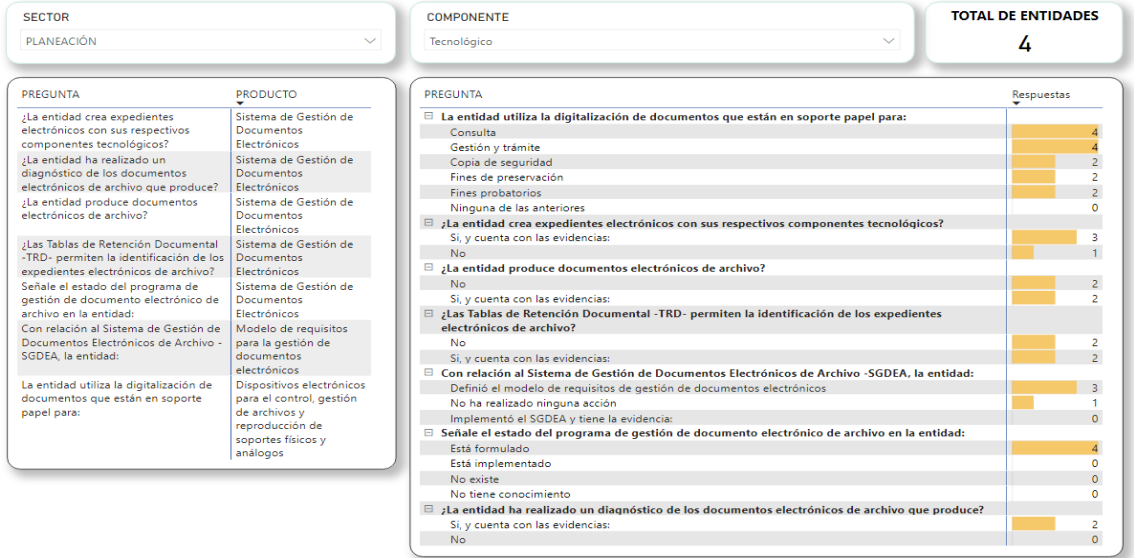 SECTOR
PLANEACIÓN
COMPONENTE
Tecnológico
TOTAL DE ENTIDADES
4
PREGUNTA PRODUCTO
¿La entidad crea expedientes Sistema de Gestión de
electrónicos con sus respectivos Documentos
componentes tecnológicos? Electrónicos
¿La entidad ha realizado un Sistema de Gestión de
diagnóstico de los documentos Documentos
electrónicos de archivo que produce? Electrónicos
¿La entidad produce documentos Sistema de Gestión de
electrónicos de archivo? Documentos
Electrónicos
¿Las Tablas de Retención Documental Sistema de Gestión de
-TRD- permiten la identificación de los Documentos
expedientes electrónicos de archivo? Electrónicos
Señale el estado del programa de Sistema de Gestión de
gestión de documento electrónico de Documentos
archivo en la entidad: Electrónicos
Con relación al Sistema de Gestión de Modelo de requisitos
Documentos Electrónicos de Archivo - para la gestión de
SGDEA, la entidad: documentos
electrónicos
La entidad utiliza la digitalización de Dispositivos electrónicos
documentos que están en soporte para el control, gestión
papel para: de archivos y
reproducción de
soportes físicos y
análogos
PREGUNTA Respuestas
La entidad utiliza la digitalización de documentos que están en soporte papel para:
Consulta 4
Gestión y trámite 4
Copia de seguridad 2
Fines de preservación 2
Fines probatorios 2
Ninguna de las anteriores 0
¿La entidad crea expedientes electrónicos con sus respectivos componentes tecnológicos?
Si, y cuenta con las evidencias: 3
No 1
¿La entidad produce documentos electrónicos de archivo?
No 2
Si, y cuenta con las evidencias: 2
¿Las Tablas de Retención Documental -TRD- permiten la identificación de los expedientes
electrónicos de archivo?
No 2
Si, y cuenta con las evidencias: 2
Con relación al Sistema de Gestión de Documentos Electrónicos de Archivo -SGDEA, la entidad:
Definió el modelo de requisitos de gestión de documentos electrónicos 3
No ha realizado ninguna acción 1
Implementó el SGDEA y tiene la evidencia: 0
Señale el estado del programa de gestión de documento electrónico de archivo en la entidad:
Está formulado 4
Está implementado 0
No existe 0
No tiene conocimiento 0
¿La entidad ha realizado un diagnóstico de los documentos electrónicos de archivo que produce?
Si, y cuenta con las evidencias: 2
No 0